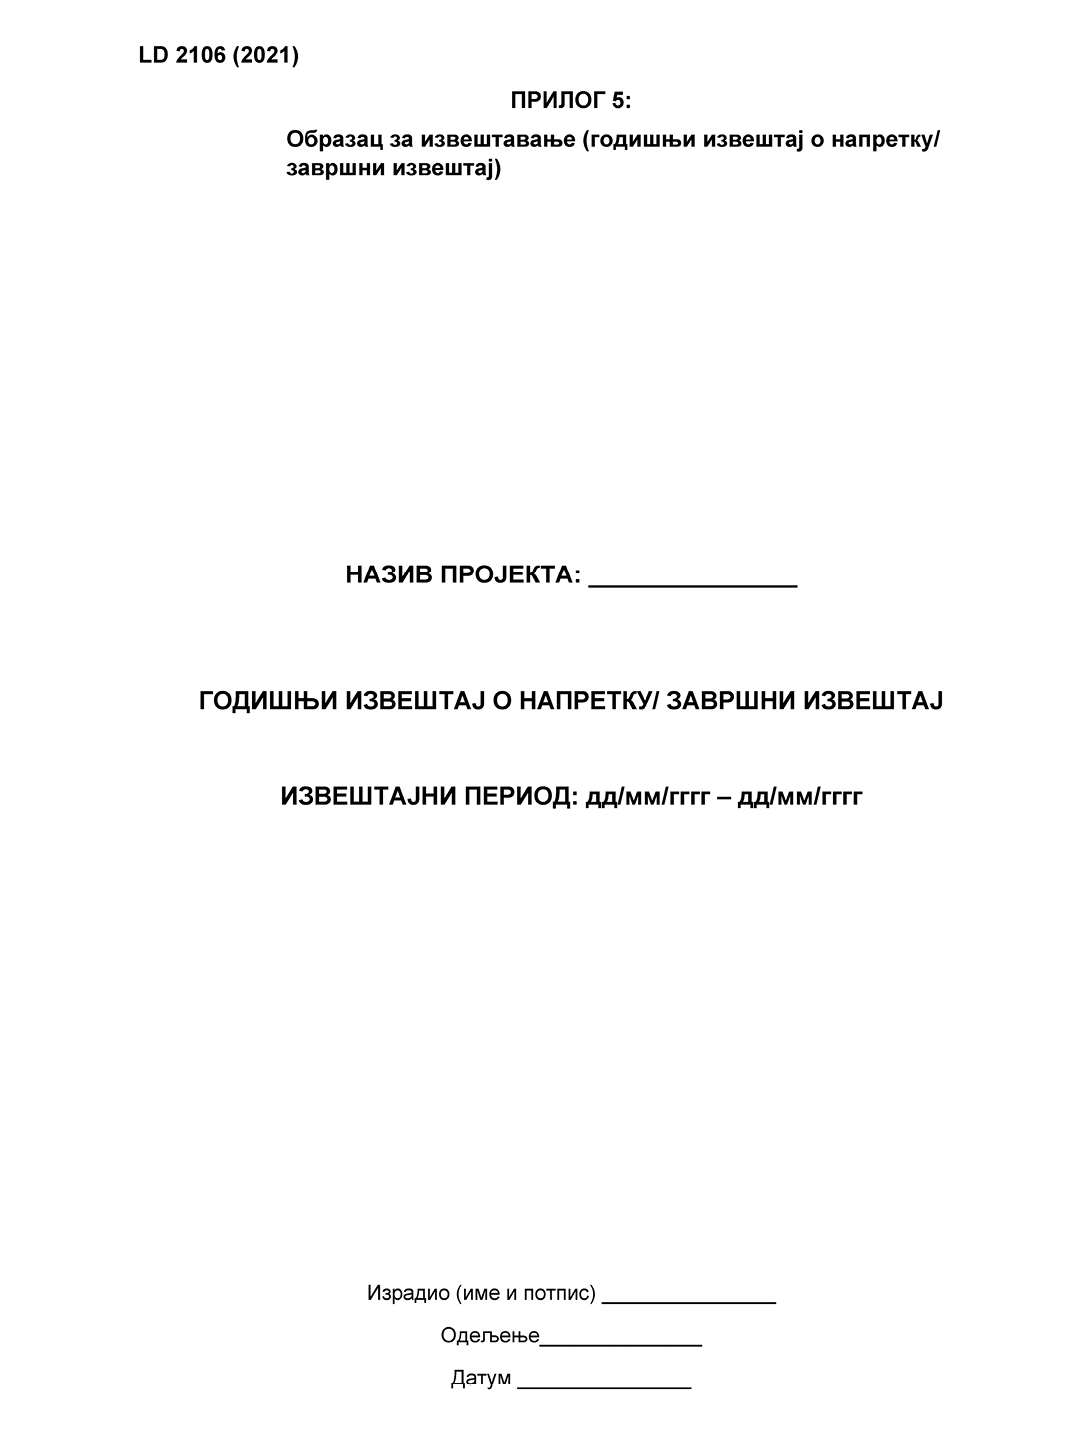 LD 2106 (2021)
ПРИЛОГ 5:
Образац за извештавање (годишњи извештај о напретку/
завршни извештај)
НАЗИВ ПРОЈЕКТА: _______________
ГОДИШЊИ ИЗВЕШТАЈ О НАПРЕТКУ/ ЗАВРШНИ ИЗВЕШТАЈ
ИЗВЕШТАЈНИ ПЕРИОД: дд/мм/гггг – дд/мм/гггг
Израдио (име и потпис) _______________
Одељење______________
Датум _______________